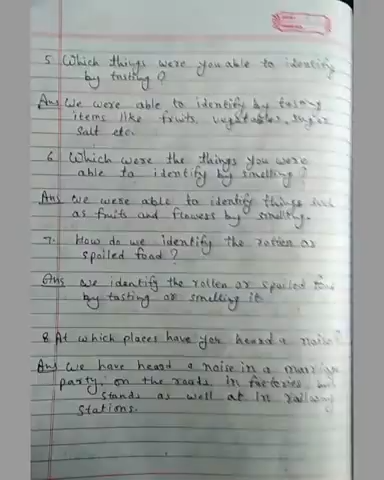 5 Which things were you able to identify
by tasting?
Ans We were able to identify by tasting
items like fruits, vegetables, sugar
salt etc.
6. Which were the things you were
able to identify by smelling?
Ans we were able to identify things such
as fruits and flowers by smelling.
7. How do we identify the rotten or
spoiled food?
Ans we identify the rotten or spoiled food
by tasting or smelling it
8. At which places have you heard a noise?
Ans We have heard a noise in a marriage
party, on the roads, in factories, bus
stands as well at in railway
stations.